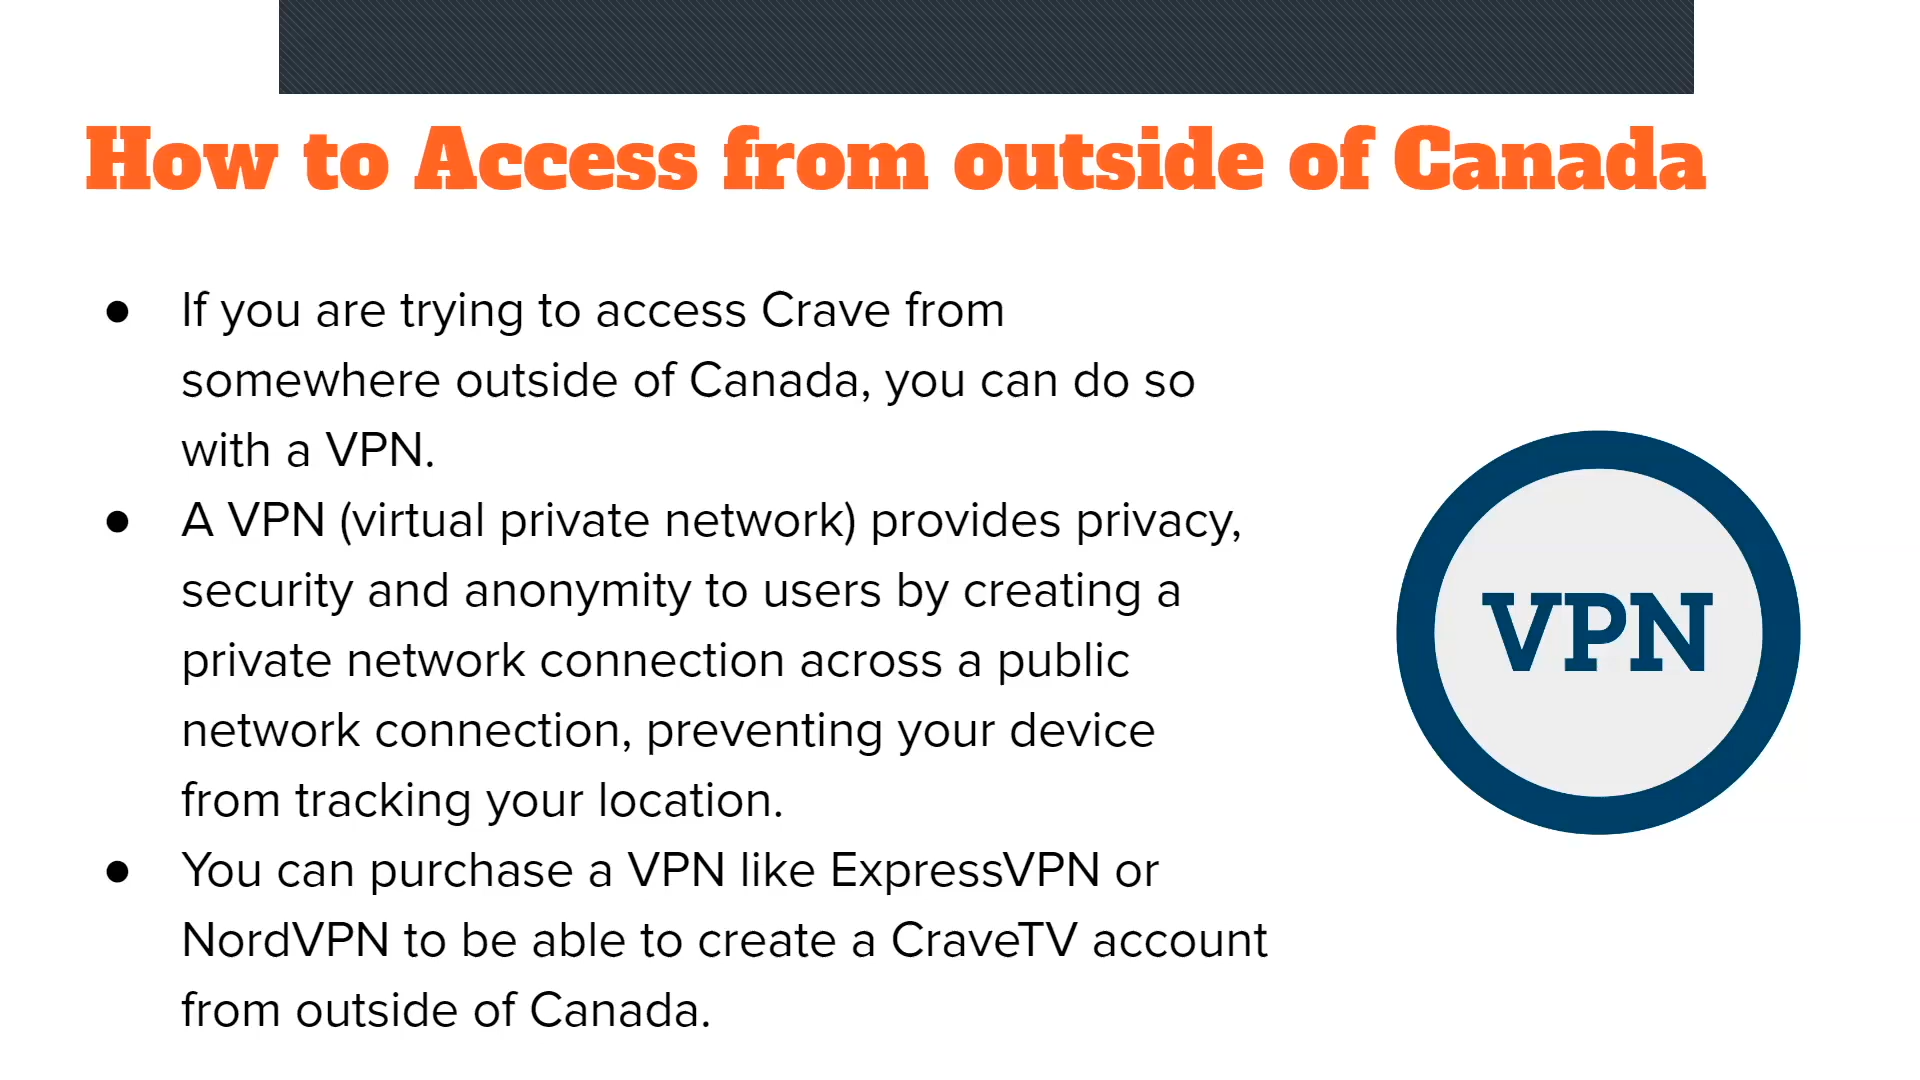 How to Access from outside of Canada
● If you are trying to access Crave from
somewhere outside of Canada, you can do so
with a VPN.
● A VPN (virtual private network) provides privacy,
security and anonymity to users by creating a
private network connection across a public
network connection, preventing your device
from tracking your location.
● You can purchase a VPN like ExpressVPN or
NordVPN to be able to create a CraveTV account
from outside of Canada.
VPN